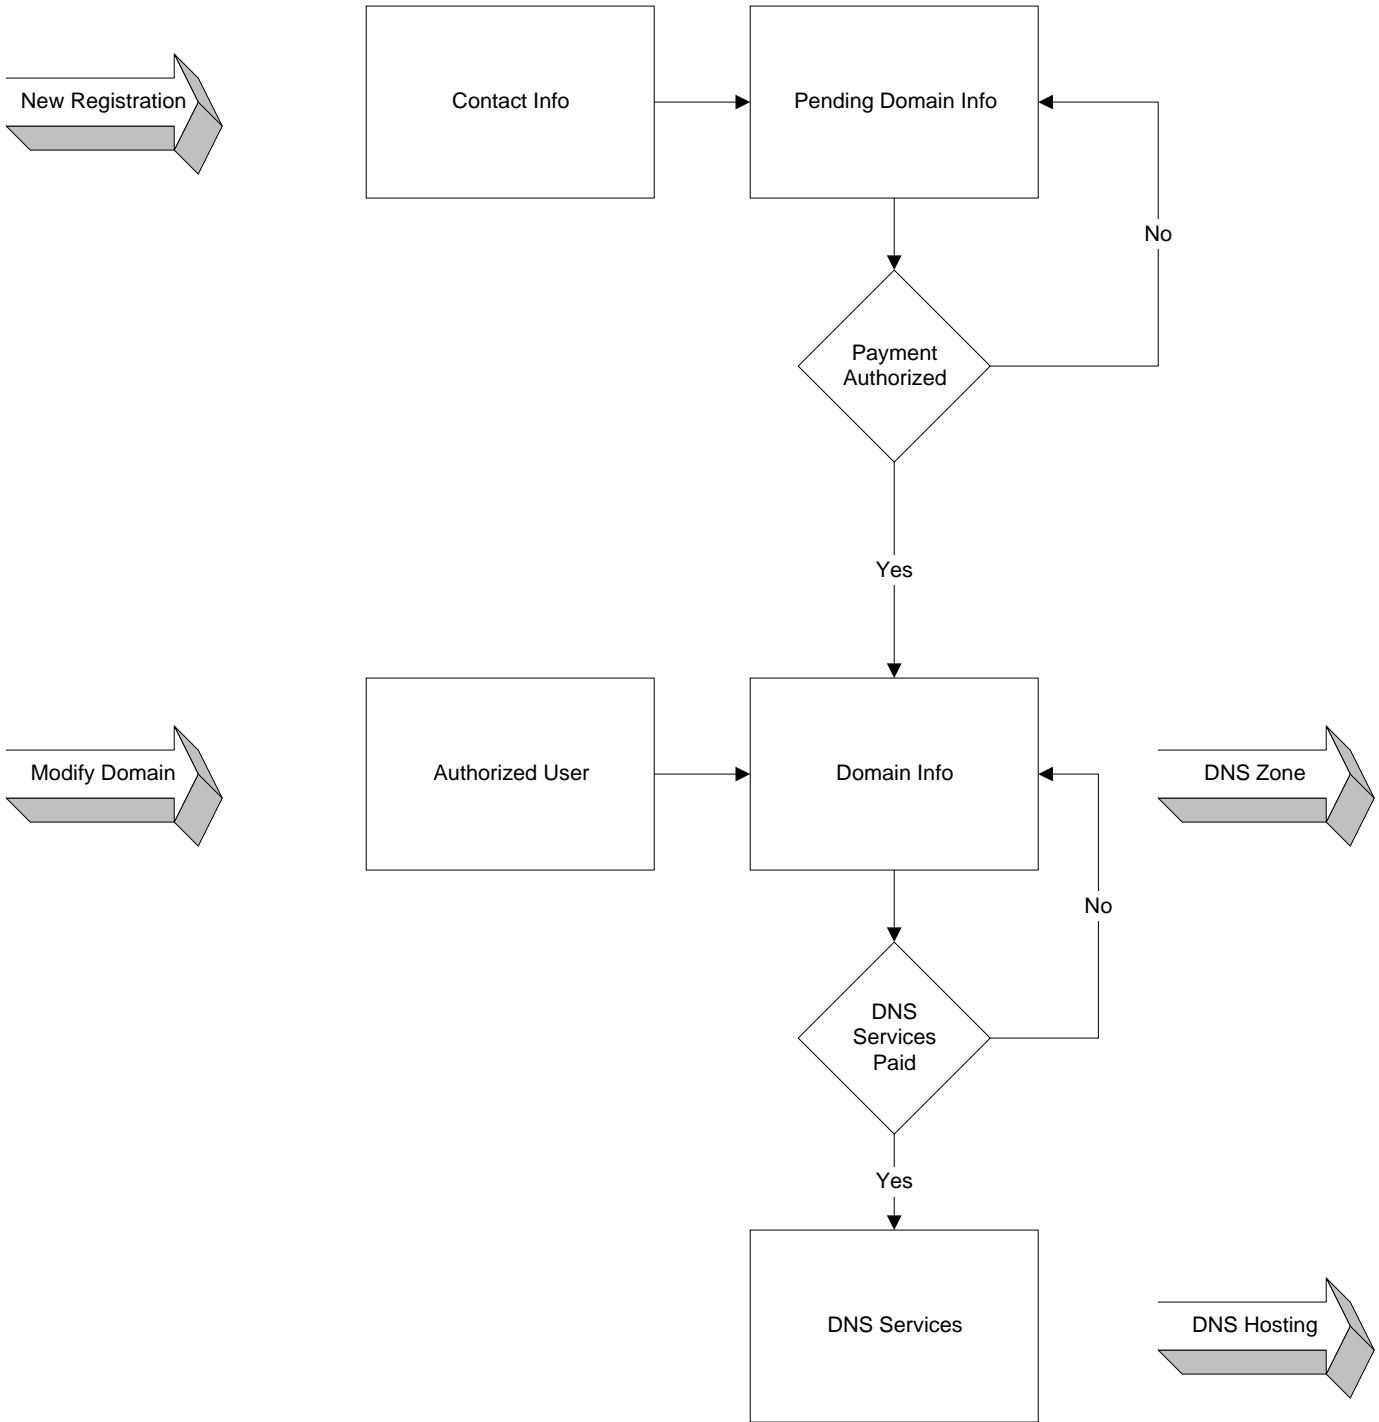 New Registration
Contact Info
Pending Domain Info
No
Payment
Authorized
Yes
Modify Domain
Authorized User
Domain Info
DNS Zone
No
DNS
Services
Paid
Yes
DNS Services
DNS Hosting